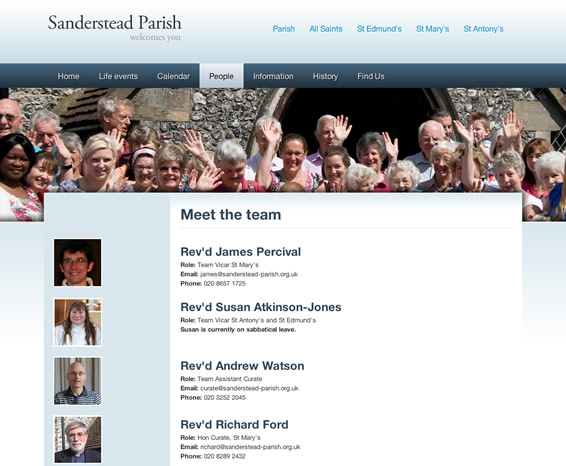 Sanderstead Parish
welcomes you
Parish All Saints St Edmund's St Mary's St Antony's
Home Life events Calendar People Information History Find Us
Meet the team
Rev'd James Percival
Role: Team Vicar St Mary's
Email: james@sanderstead-parish.org.uk
Phone: 020 8657 1725
Rev'd Susan Atkinson-Jones
Role: Team Vicar St Antony's and St Edmund's
Susan is currently on sabbatical leave.
Rev'd Andrew Watson
Role: Team Assistant Curate
Email: curate@sanderstead-parish.org.uk
Phone: 020 3252 2045
Rev'd Richard Ford
Role: Hon Curate, St Mary's
Email: richard@sanderstead-parish.org.uk
Phone: 020 8289 2432